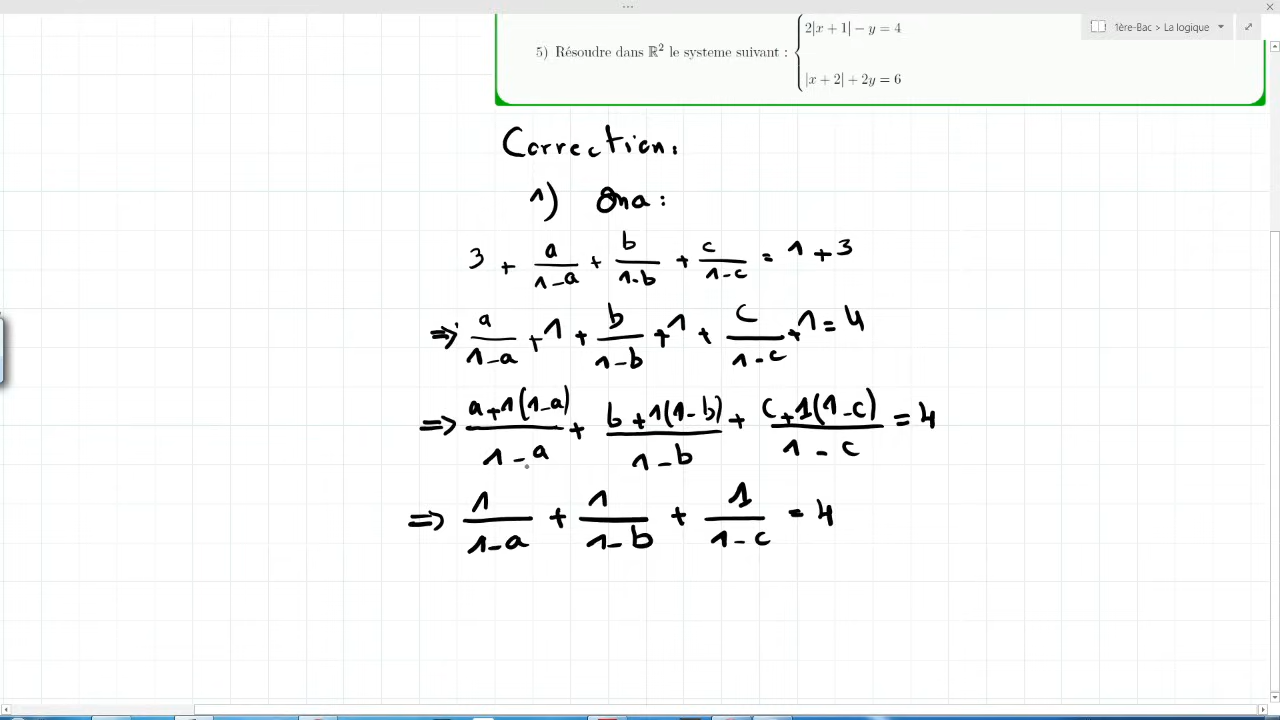 1ère-Bac > La logique
2|x + 1| − y = 4
5) Résoudre dans ℝ² le systeme suivant :
|x + 2| + 2y = 6
Correction.
1) Ona :
3 + a/(1-a) + b/(1-b) + c/(1-c) = 1 + 3
⇒ a/(1-a) + 1 + b/(1-b) + 1 + c/(1-c) + 1 = 4
⇒ (a+1(1-a))/(1-a) + (b+1(1-b))/(1-b) + (c+1(1-c))/(1-c) = 4
⇒ 1/(1-a) + 1/(1-b) + 1/(1-c) = 4